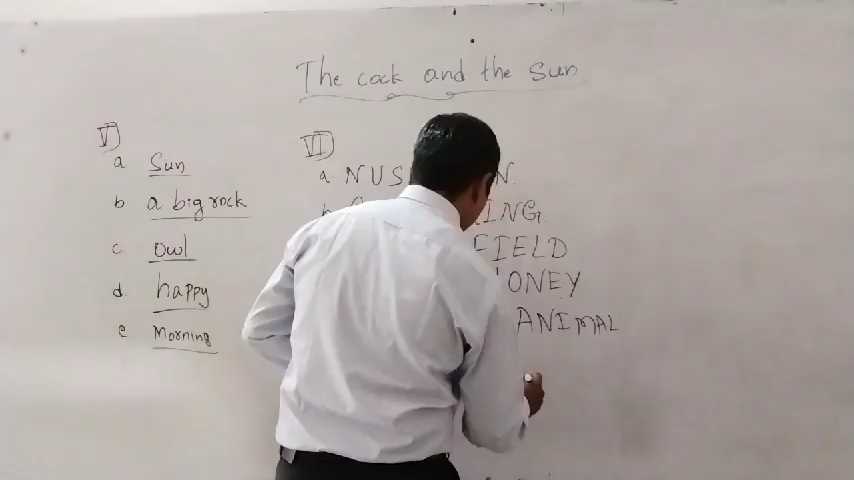 The cock and the Sun
V)
a Sun
b a big rock
c. owl
d. happy
e Morning
VI)
a. NUS N.
ING
FIELD
ONEY
ANIMAL